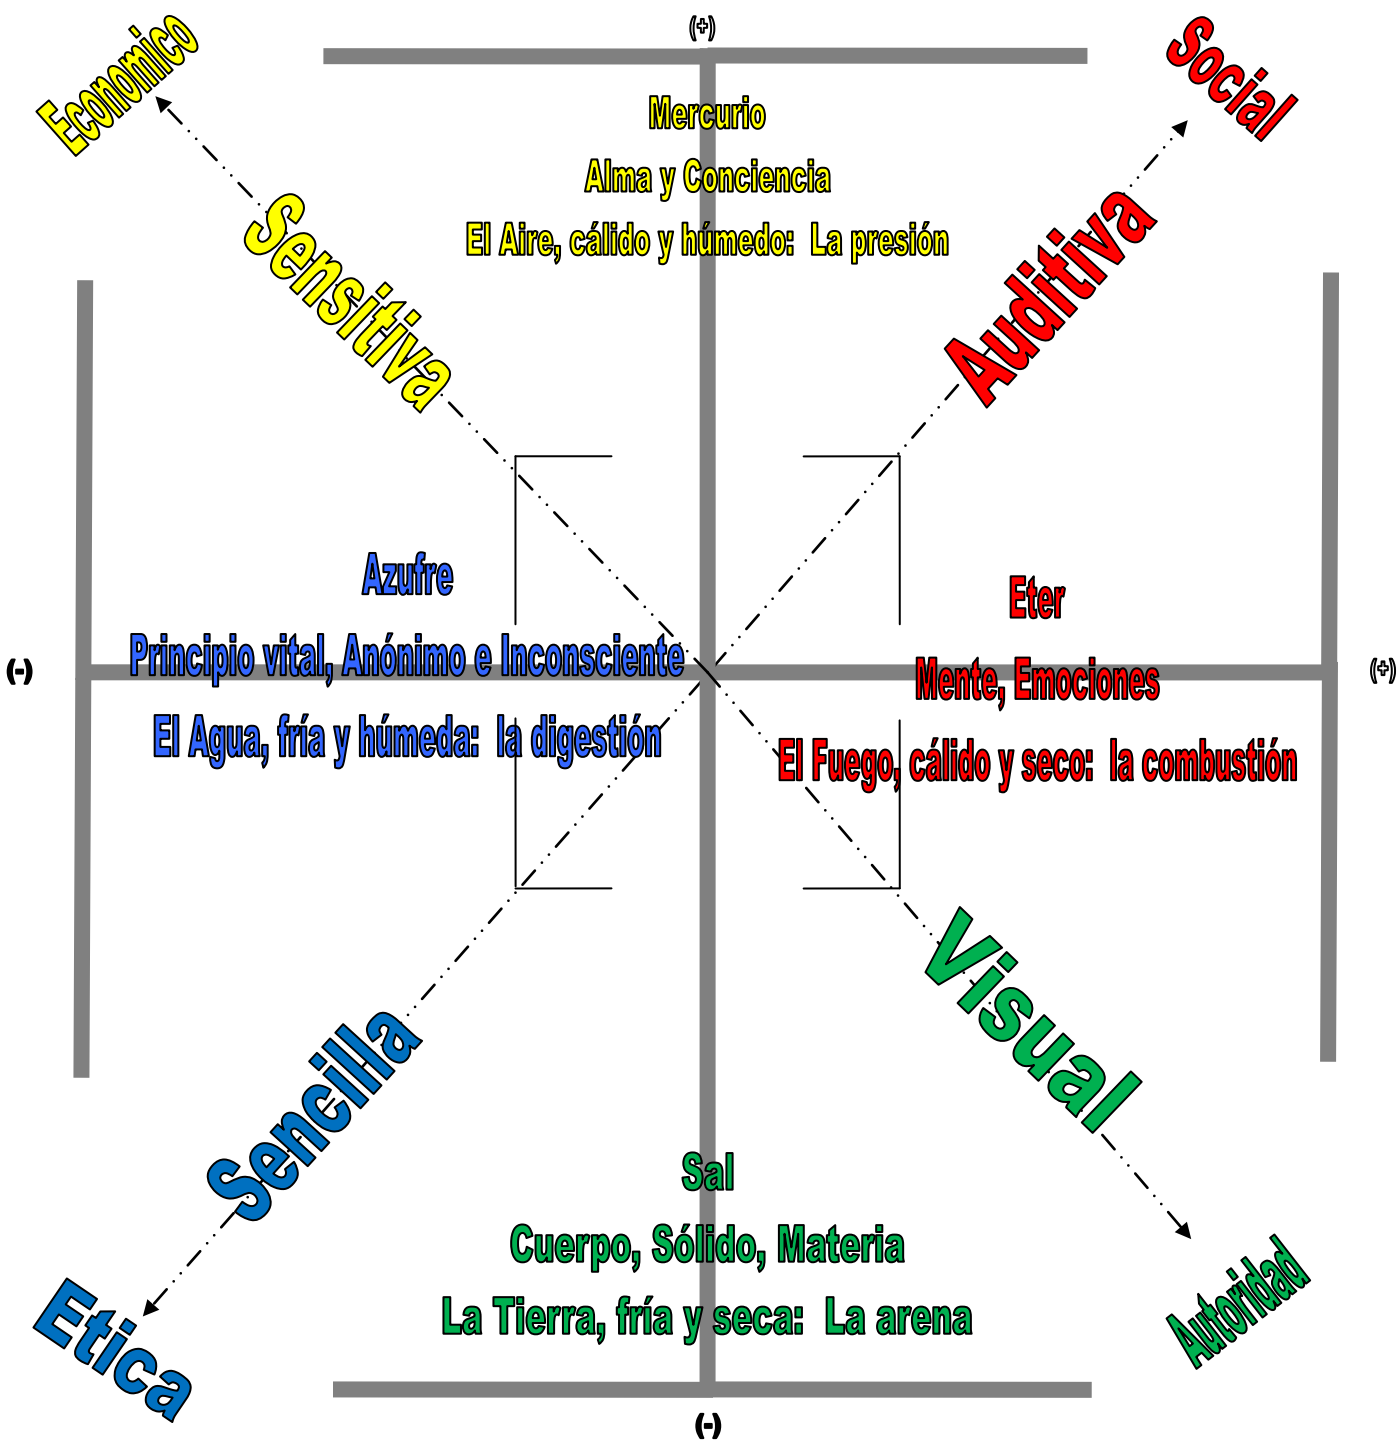 (+)
Economico
Social
Mercurio
Alma y Conciencia
El Aire, cálido y húmedo:  La presión
Sensitiva
Auditiva
Azufre
Principio vital, Anónimo e Inconsciente
El Agua, fría y húmeda:  la digestión
(-)
Eter
Mente, Emociones
El Fuego, cálido y seco:  la combustión
(+)
Sencilla
Visual
Sal
Cuerpo, Sólido, Materia
La Tierra, fría y seca:  La arena
Etica
Autoridad
(-)